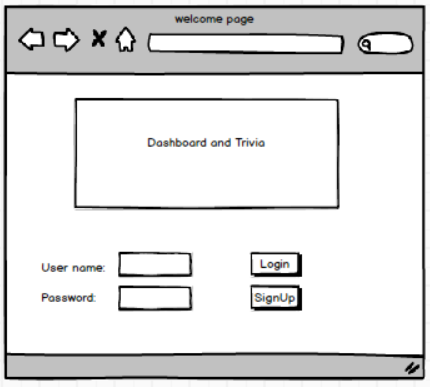 welcome page
Dashboard and Trivia
User name:
Login
Password:
SignUp